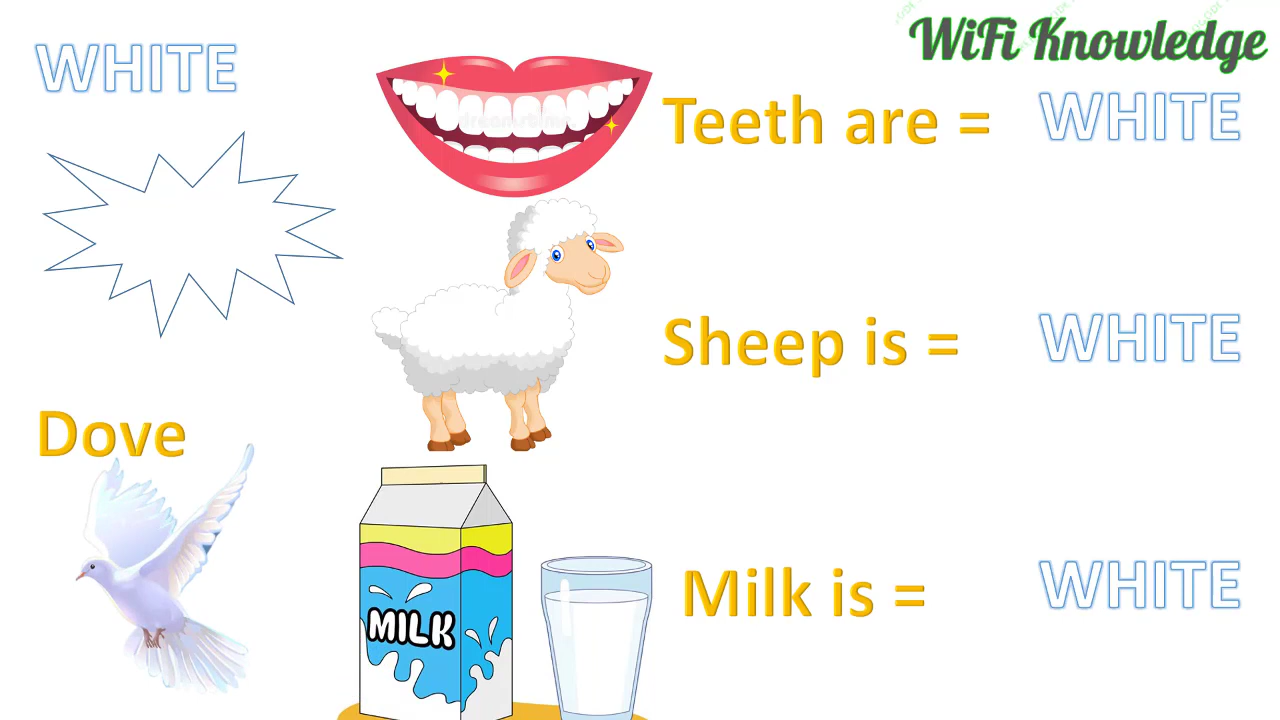 WHITE
WiFi Knowledge
Teeth are = WHITE
Sheep is = WHITE
Dove
MILK
Milk is = WHITE